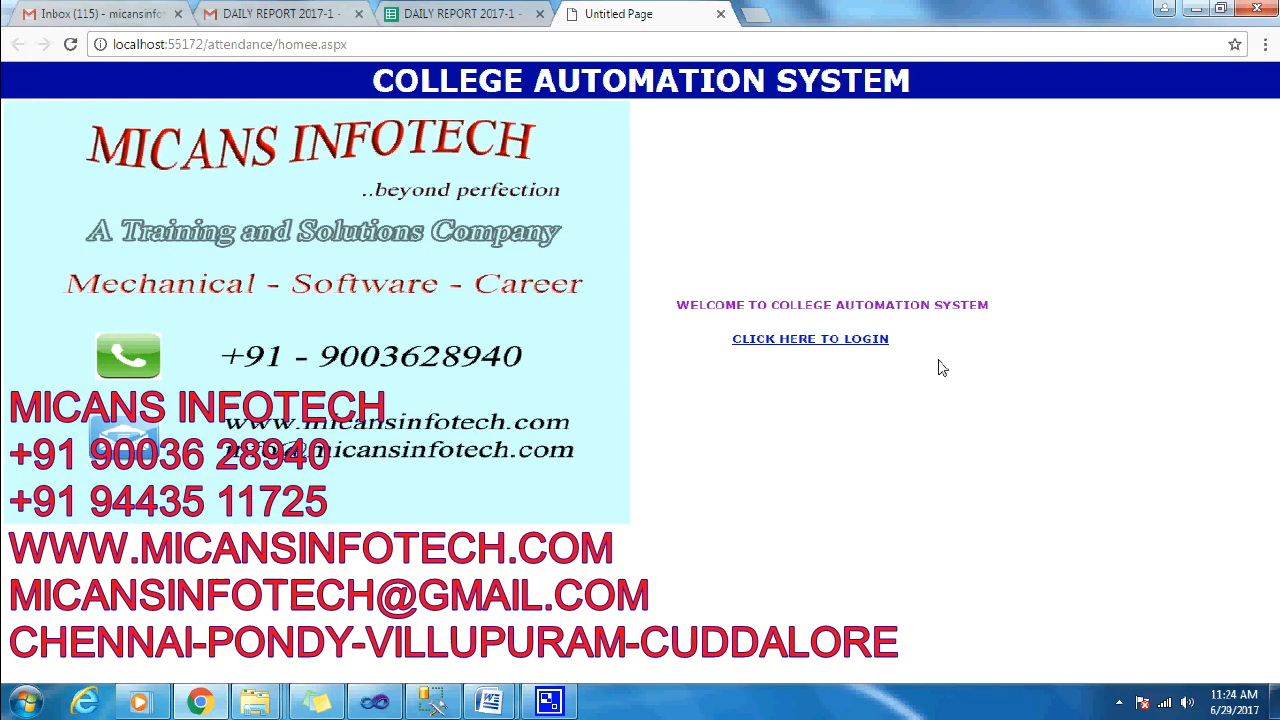 Inbox (115) - micansinfot
DAILY REPORT 2017-1 -
DAILY REPORT 2017-1 -
Untitled Page
localhost:55172/attendance/homee.aspx
COLLEGE AUTOMATION SYSTEM
MICANS INFOTECH
..beyond perfection
A Training and Solutions Company
Mechanical - Software - Career
+91 - 9003628940
www.micansinfotech.com
info@micansinfotech.com
WELCOME TO COLLEGE AUTOMATION SYSTEM
CLICK HERE TO LOGIN
MICANS INFOTECH
+91 90036 28940
+91 94435 11725
WWW.MICANSINFOTECH.COM
MICANSINFOTECH@GMAIL.COM
CHENNAI-PONDY-VILLUPURAM-CUDDALORE
11:24 AM
6/29/2017